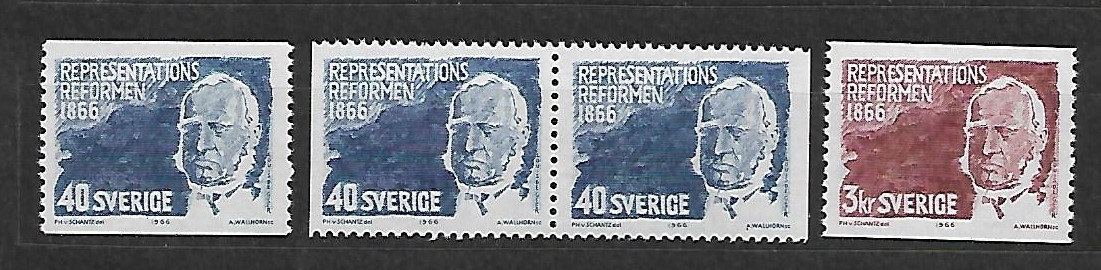 REPRESENTATIONS
REFORMEN
1866
40 SVERIGE
PH v SCHANTZ del 1966 A. WALLHORN sc
REPRESENTATIONS
REFORMEN
1866
40 SVERIGE
PH v SCHANTZ del 1966 A. WALLHORN sc
REPRESENTATIONS
REFORMEN
1866
40 SVERIGE
PH v SCHANTZ del 1966 A. WALLHORN sc
REPRESENTATIONS
REFORMEN
1866
3kr SVERIGE
PH v SCHANTZ del 1966 A. WALLHORN sc